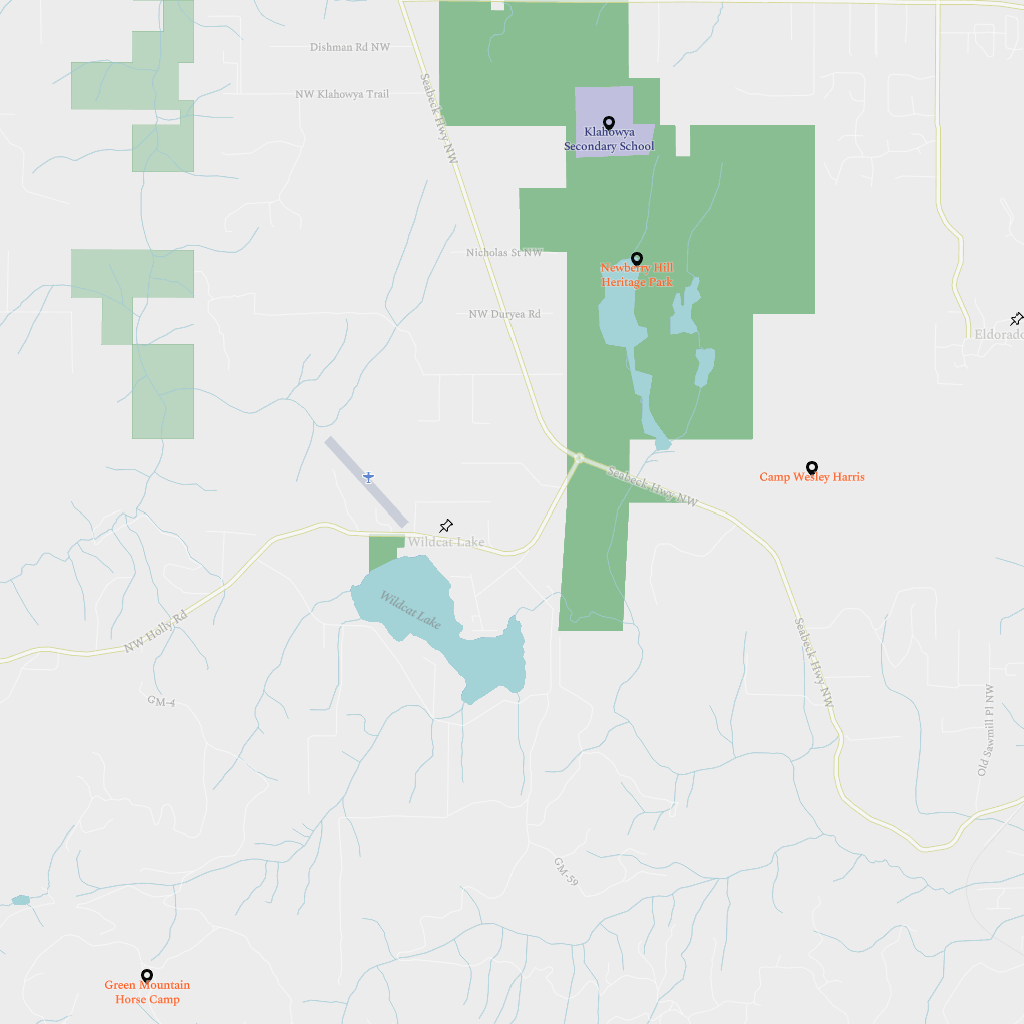 Dishman Rd NW
Seabeck Hwy NW
NW Klahowya Trail
Klahowya
Secondary School
Nicholas St NW
Newberry Hill
Heritage Park
NW Duryea Rd
Eldorado
Camp Wesley Harris
Seabeck Hwy NW
Wildcat Lake
Wildcat Lake
NW Holly Rd
Seabeck Hwy NW
GM-4
Old Sawmill Pl NW
GM-59
Green Mountain
Horse Camp